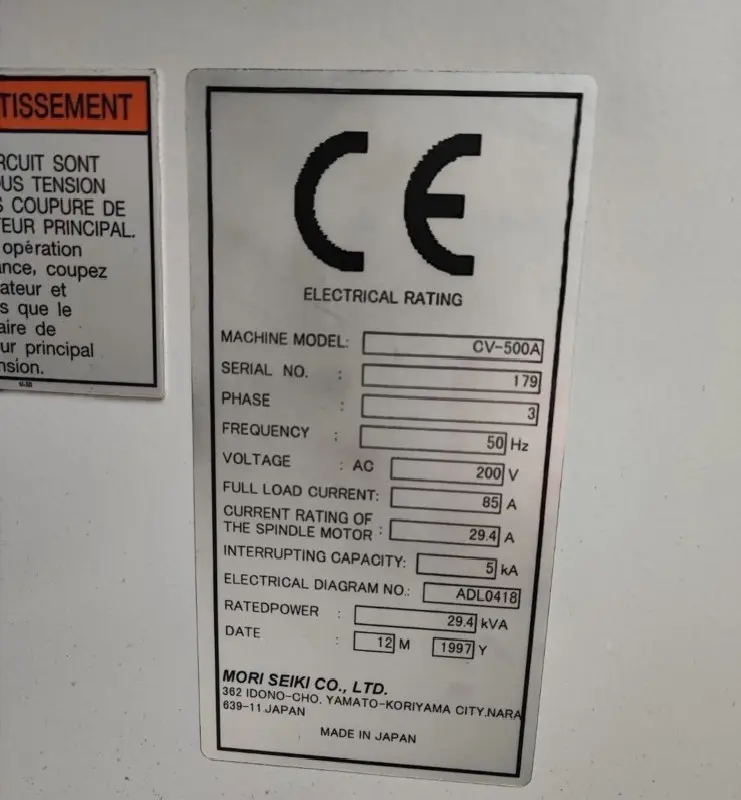 TISSEMENT
RCUIT SONT
US TENSION
S COUPURE DE
EUR PRINCIPAL.
opération
nce, coupez
ateur et
s que le
aire de
ur principal
nsion.
CE
ELECTRICAL RATING
MACHINE MODEL: CV-500A
SERIAL NO. : 179
PHASE : 3
FREQUENCY : 50 Hz
VOLTAGE : AC 200 V
FULL LOAD CURRENT: 85 A
CURRENT RATING OF
THE SPINDLE MOTOR : 29.4 A
INTERRUPTING CAPACITY: 5 kA
ELECTRICAL DIAGRAM NO.: ADL0418
RATEDPOWER : 29.4 kVA
DATE : 12 M 1997 Y
MORI SEIKI CO., LTD.
362 IDONO-CHO. YAMATO-KORIYAMA CITY.NARA
639-11 JAPAN
MADE IN JAPAN